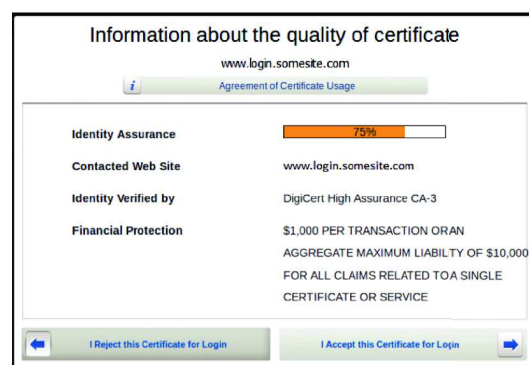 Information about the quality of certificate
www.login.somesite.com
i Agreement of Certificate Usage
Identity Assurance 75%
Contacted Web Site www.login.somesite.com
Identity Verified by DigiCert High Assurance CA-3
Financial Protection $1,000 PER TRANSACTION ORAN
AGGREGATE MAXIMUM LIABILTY OF $10,000
FOR ALL CLAIMS RELATED TOA SINGLE
CERTIFICATE OR SERVICE
I Reject this Certificate for Login I Accept this Certificate for Login